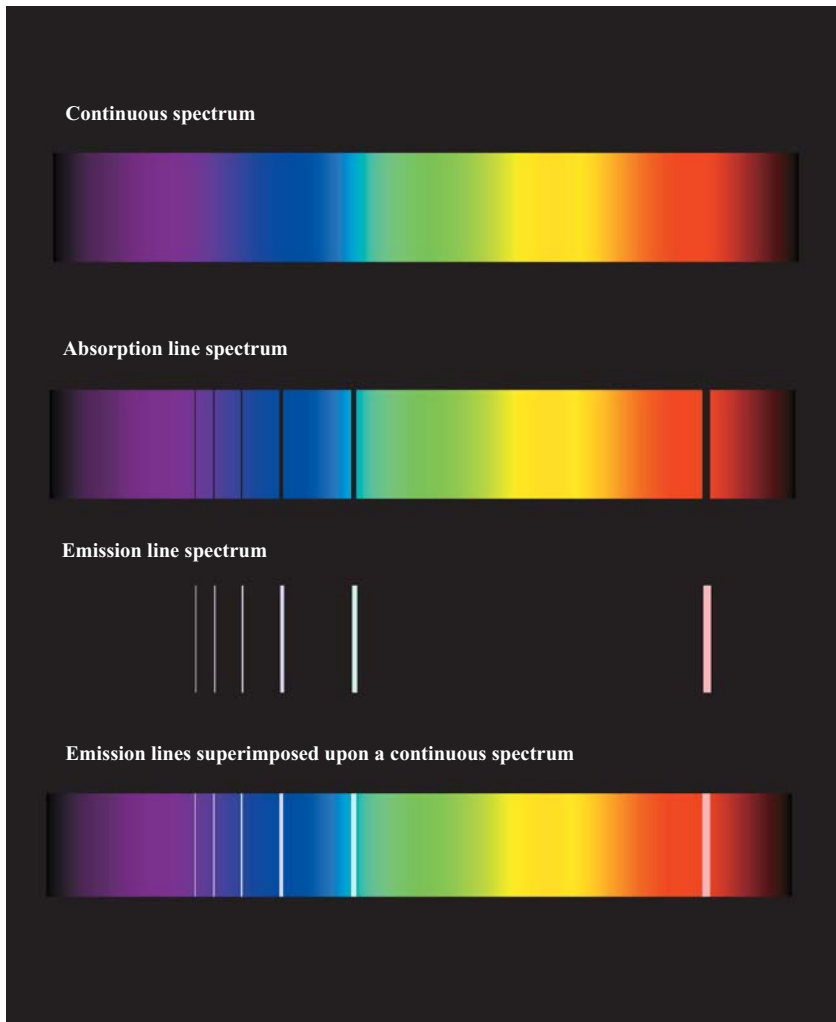 Continuous spectrum
Absorption line spectrum
Emission line spectrum
Emission lines superimposed upon a continuous spectrum